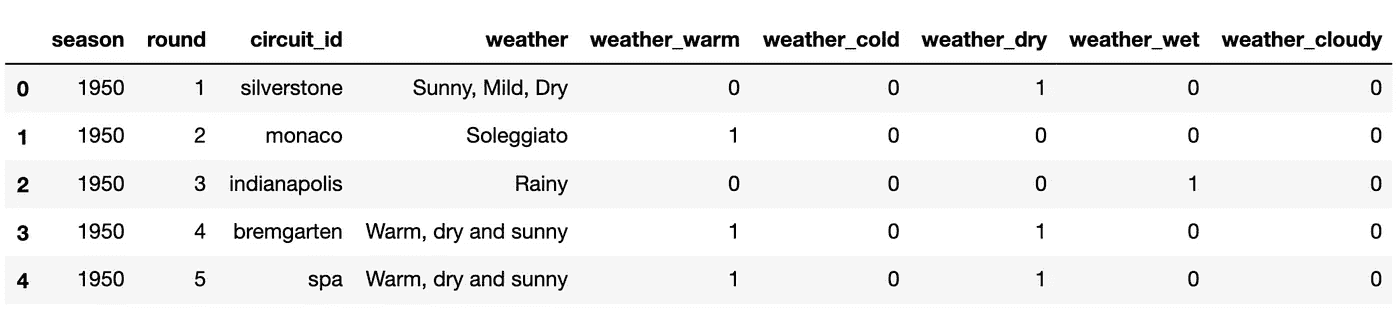 season round circuit_id weather weather_warm weather_cold weather_dry weather_wet weather_cloudy
0 1950 1 silverstone Sunny, Mild, Dry 0 0 1 0 0
1 1950 2 monaco Soleggiato 1 0 0 0 0
2 1950 3 indianapolis Rainy 0 0 0 1 0
3 1950 4 bremgarten Warm, dry and sunny 1 0 1 0 0
4 1950 5 spa Warm, dry and sunny 1 0 1 0 0